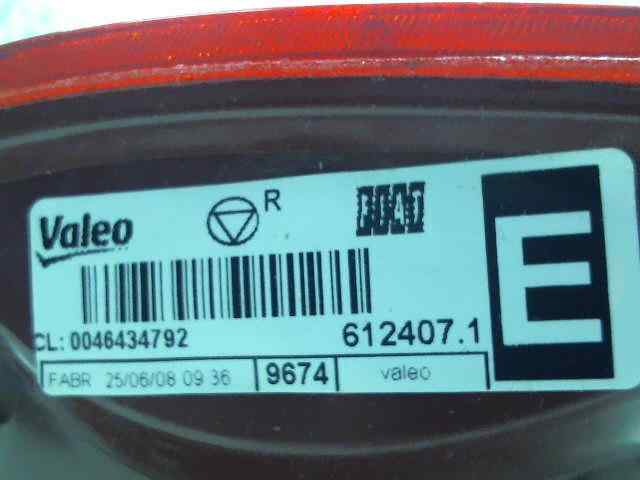 Valeo R FIAT E
CL: 0046434792 612407.1
FABR 25/06/08 09 36 9674 valeo